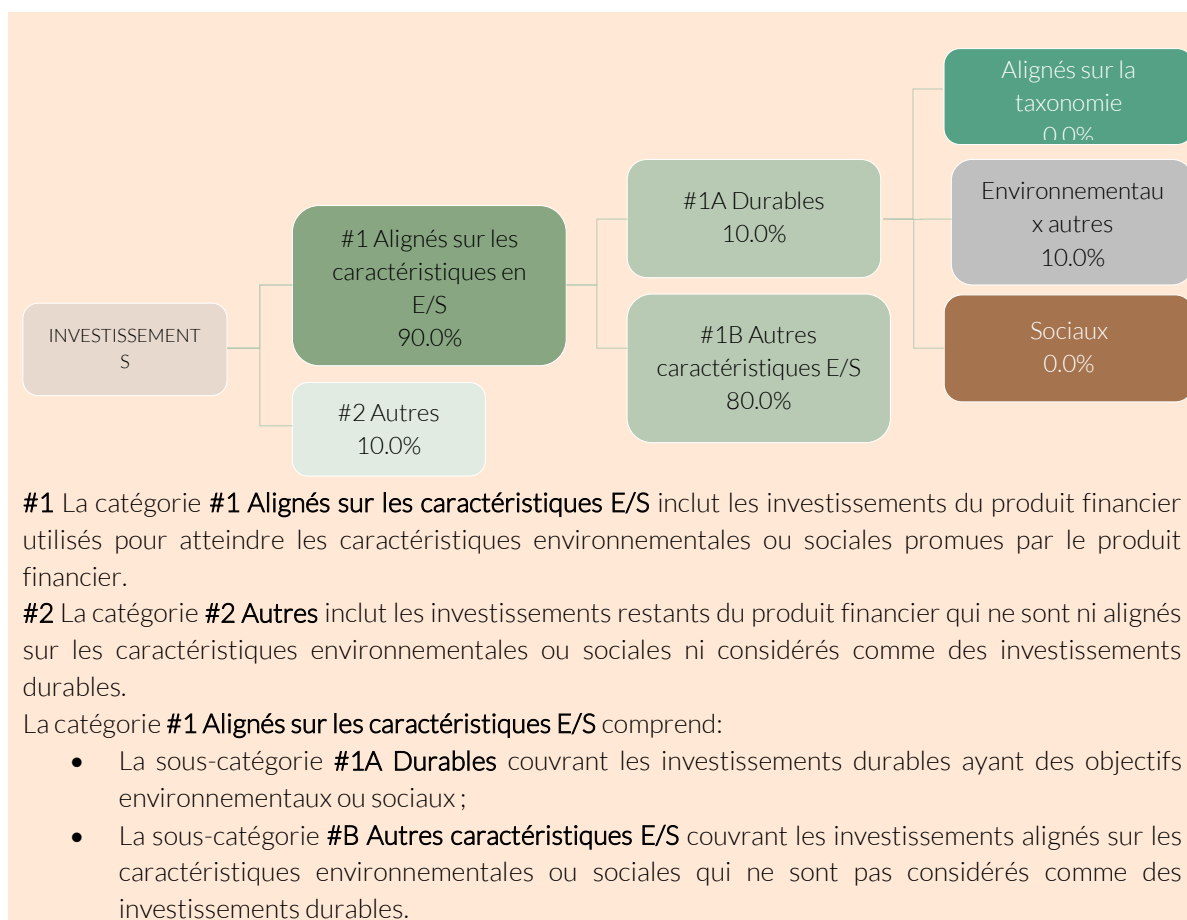 Alignés sur la
taxonomie
0.0%
#1A Durables
10.0%
Environnementau
x autres
10.0%
#1 Alignés sur les
caractéristiques en
E/S
90.0%
INVESTISSEMENT
S
#1B Autres
caractéristiques E/S
80.0%
Sociaux
0.0%
#2 Autres
10.0%
#1 La catégorie #1 Alignés sur les caractéristiques E/S inclut les investissements du produit financier
utilisés pour atteindre les caractéristiques environnementales ou sociales promues par le produit
financier.
#2 La catégorie #2 Autres inclut les investissements restants du produit financier qui ne sont ni alignés
sur les caractéristiques environnementales ou sociales ni considérés comme des investissements
durables.
La catégorie #1 Alignés sur les caractéristiques E/S comprend:
• La sous-catégorie #1A Durables couvrant les investissements durables ayant des objectifs
environnementaux ou sociaux ;
• La sous-catégorie #B Autres caractéristiques E/S couvrant les investissements alignés sur les
caractéristiques environnementales ou sociales qui ne sont pas considérés comme des
investissements durables.